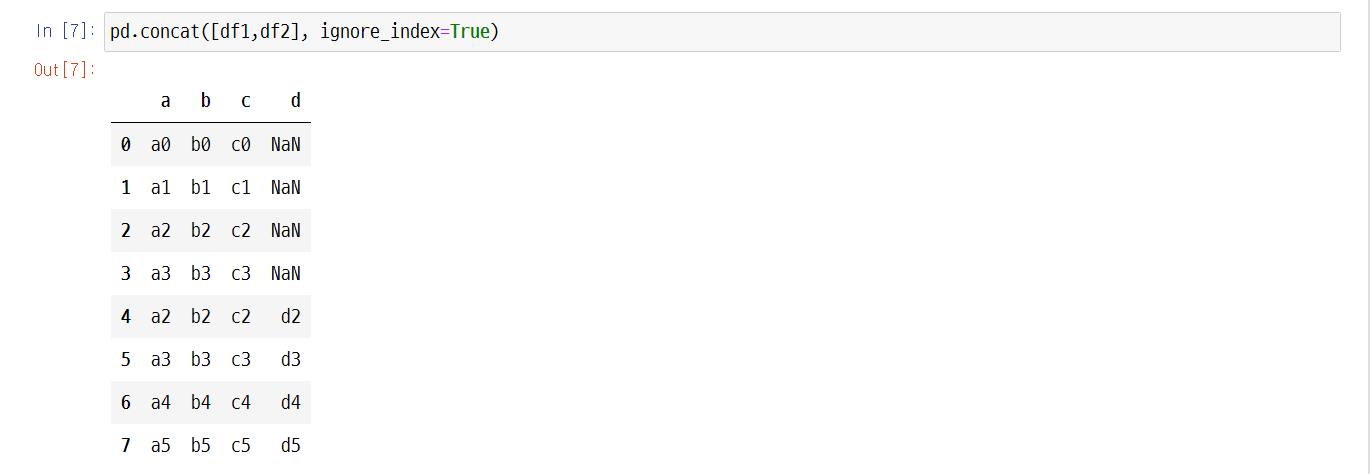 In [7]: pd.concat([df1,df2], ignore_index=True)
Out[7]:
a b c d
0 a0 b0 c0 NaN
1 a1 b1 c1 NaN
2 a2 b2 c2 NaN
3 a3 b3 c3 NaN
4 a2 b2 c2 d2
5 a3 b3 c3 d3
6 a4 b4 c4 d4
7 a5 b5 c5 d5